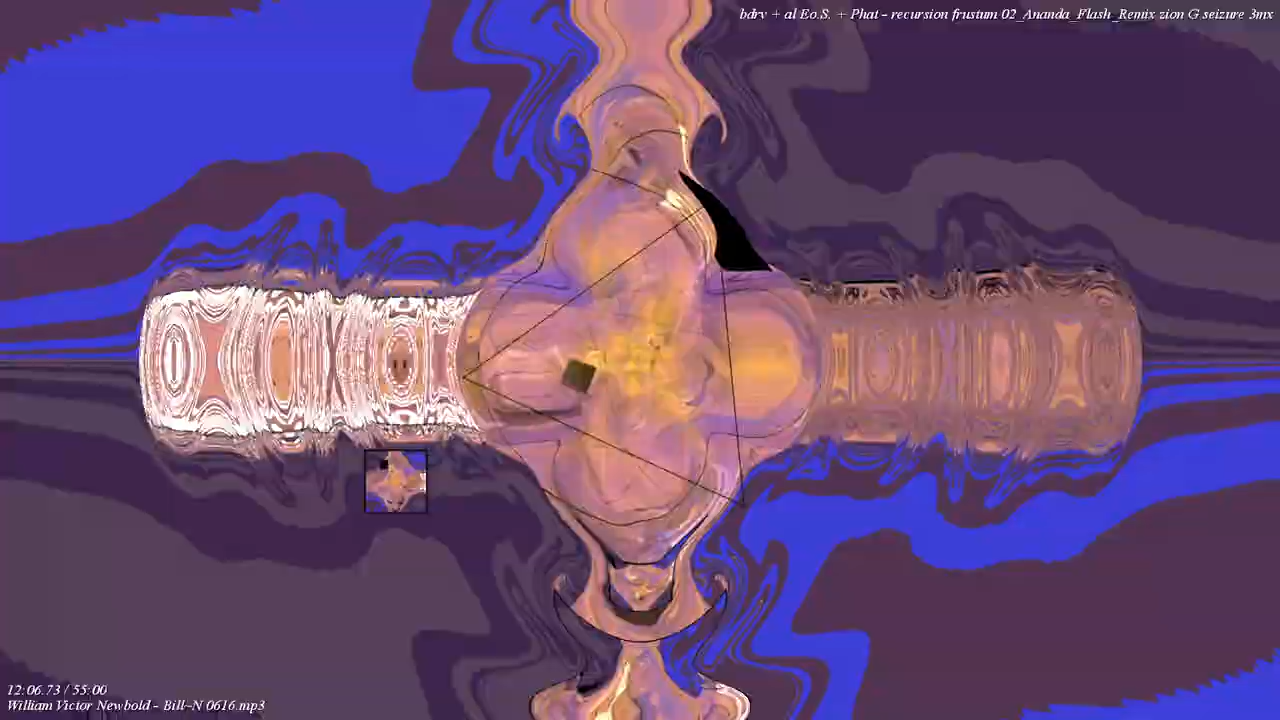 bdrv + al Eo.S. + Phat - recursion frustum 02_Ananda_Flash_Remix zion G seizure 3mx
12:06.73 / 55:00
William Victor Newbold - Bill~N 0616.mp3